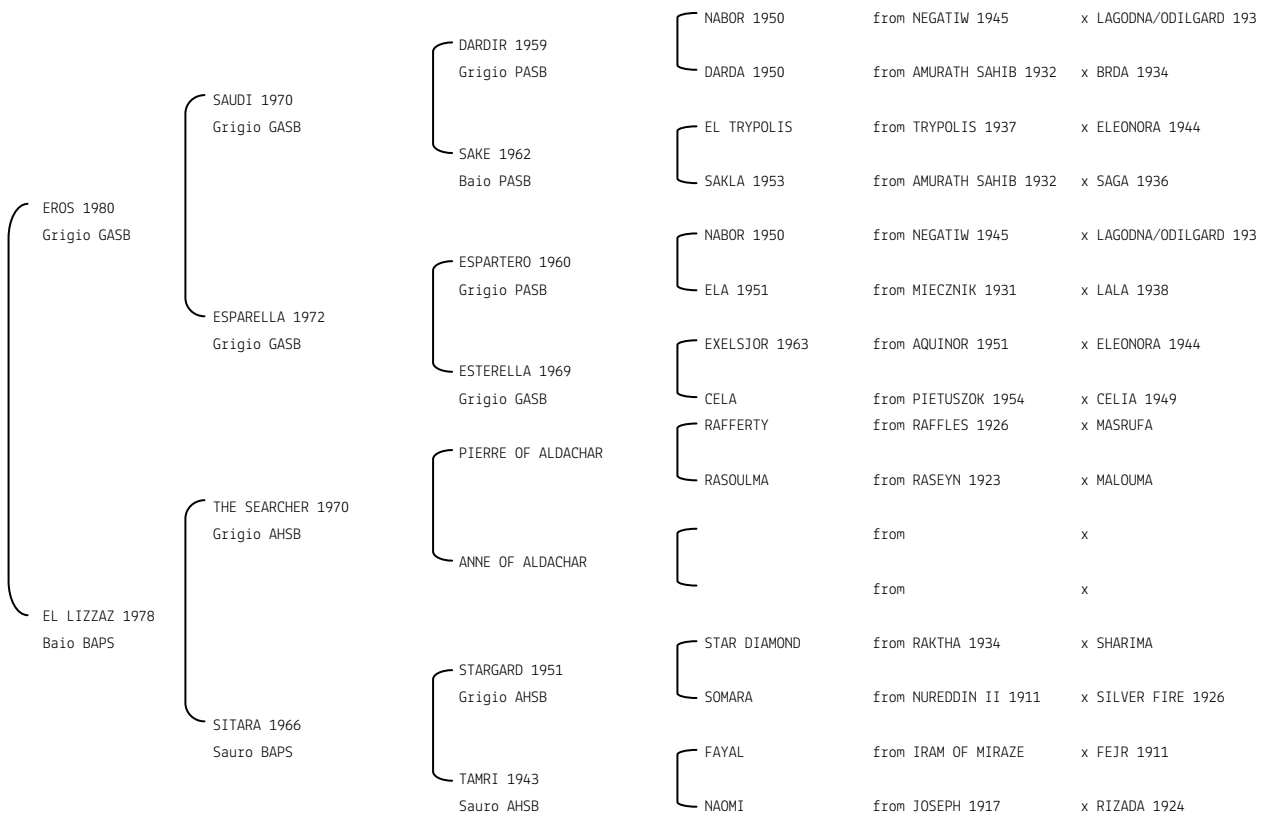 NABOR 1950 from NEGATIW 1945 x LAGODNA/ODILGARD 193
DARDIR 1959
Grigio PASB
DARDA 1950 from AMURATH SAHIB 1932 x BRDA 1934
SAUDI 1970
Grigio GASB
EL TRYPOLIS from TRYPOLIS 1937 x ELEONORA 1944
SAKE 1962
Baio PASB
SAKLA 1953 from AMURATH SAHIB 1932 x SAGA 1936
EROS 1980
Grigio GASB
NABOR 1950 from NEGATIW 1945 x LAGODNA/ODILGARD 193
ESPARTERO 1960
Grigio PASB
ELA 1951 from MIECZNIK 1931 x LALA 1938
ESPARELLA 1972
Grigio GASB
EXELSJOR 1963 from AQUINOR 1951 x ELEONORA 1944
ESTERELLA 1969
Grigio GASB
CELA from PIETUSZOK 1954 x CELIA 1949
RAFFERTY from RAFFLES 1926 x MASRUFA
PIERRE OF ALDACHAR
RASOULMA from RASEYN 1923 x MALOUMA
THE SEARCHER 1970
Grigio AHSB
from x
ANNE OF ALDACHAR
from x
EL LIZZAZ 1978
Baio BAPS
STAR DIAMOND from RAKTHA 1934 x SHARIMA
STARGARD 1951
Grigio AHSB
SOMARA from NUREDDIN II 1911 x SILVER FIRE 1926
SITARA 1966
Sauro BAPS
FAYAL from IRAM OF MIRAZE x FEJR 1911
TAMRI 1943
Sauro AHSB
NAOMI from JOSEPH 1917 x RIZADA 1924